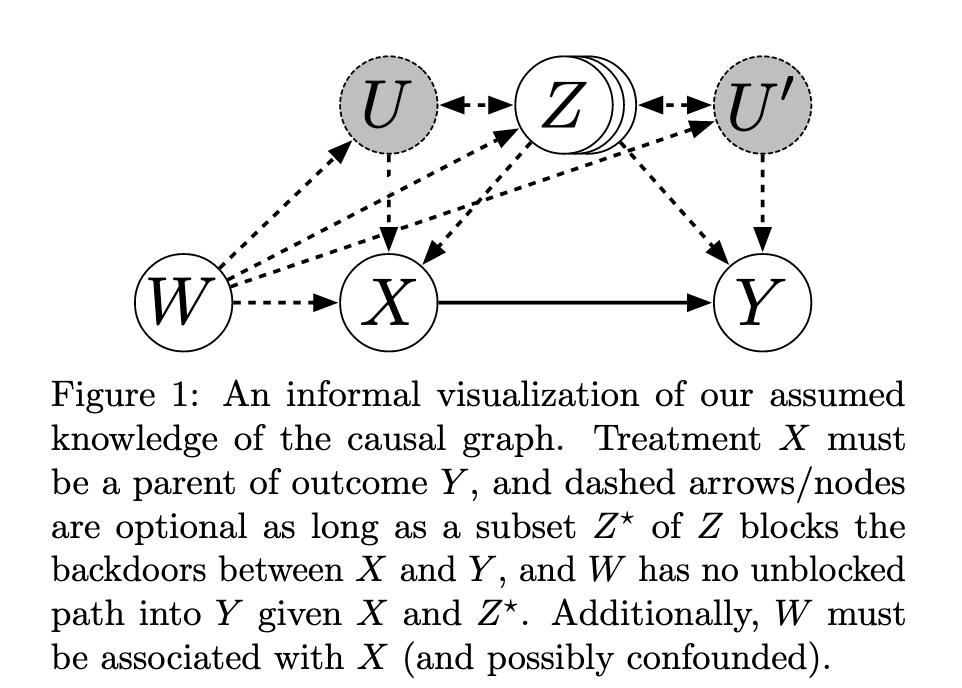 U Z U′
W X Y
Figure 1: An informal visualization of our assumed
knowledge of the causal graph. Treatment X must
be a parent of outcome Y, and dashed arrows/nodes
are optional as long as a subset Z⋆ of Z blocks the
backdoors between X and Y, and W has no unblocked
path into Y given X and Z⋆. Additionally, W must
be associated with X (and possibly confounded).